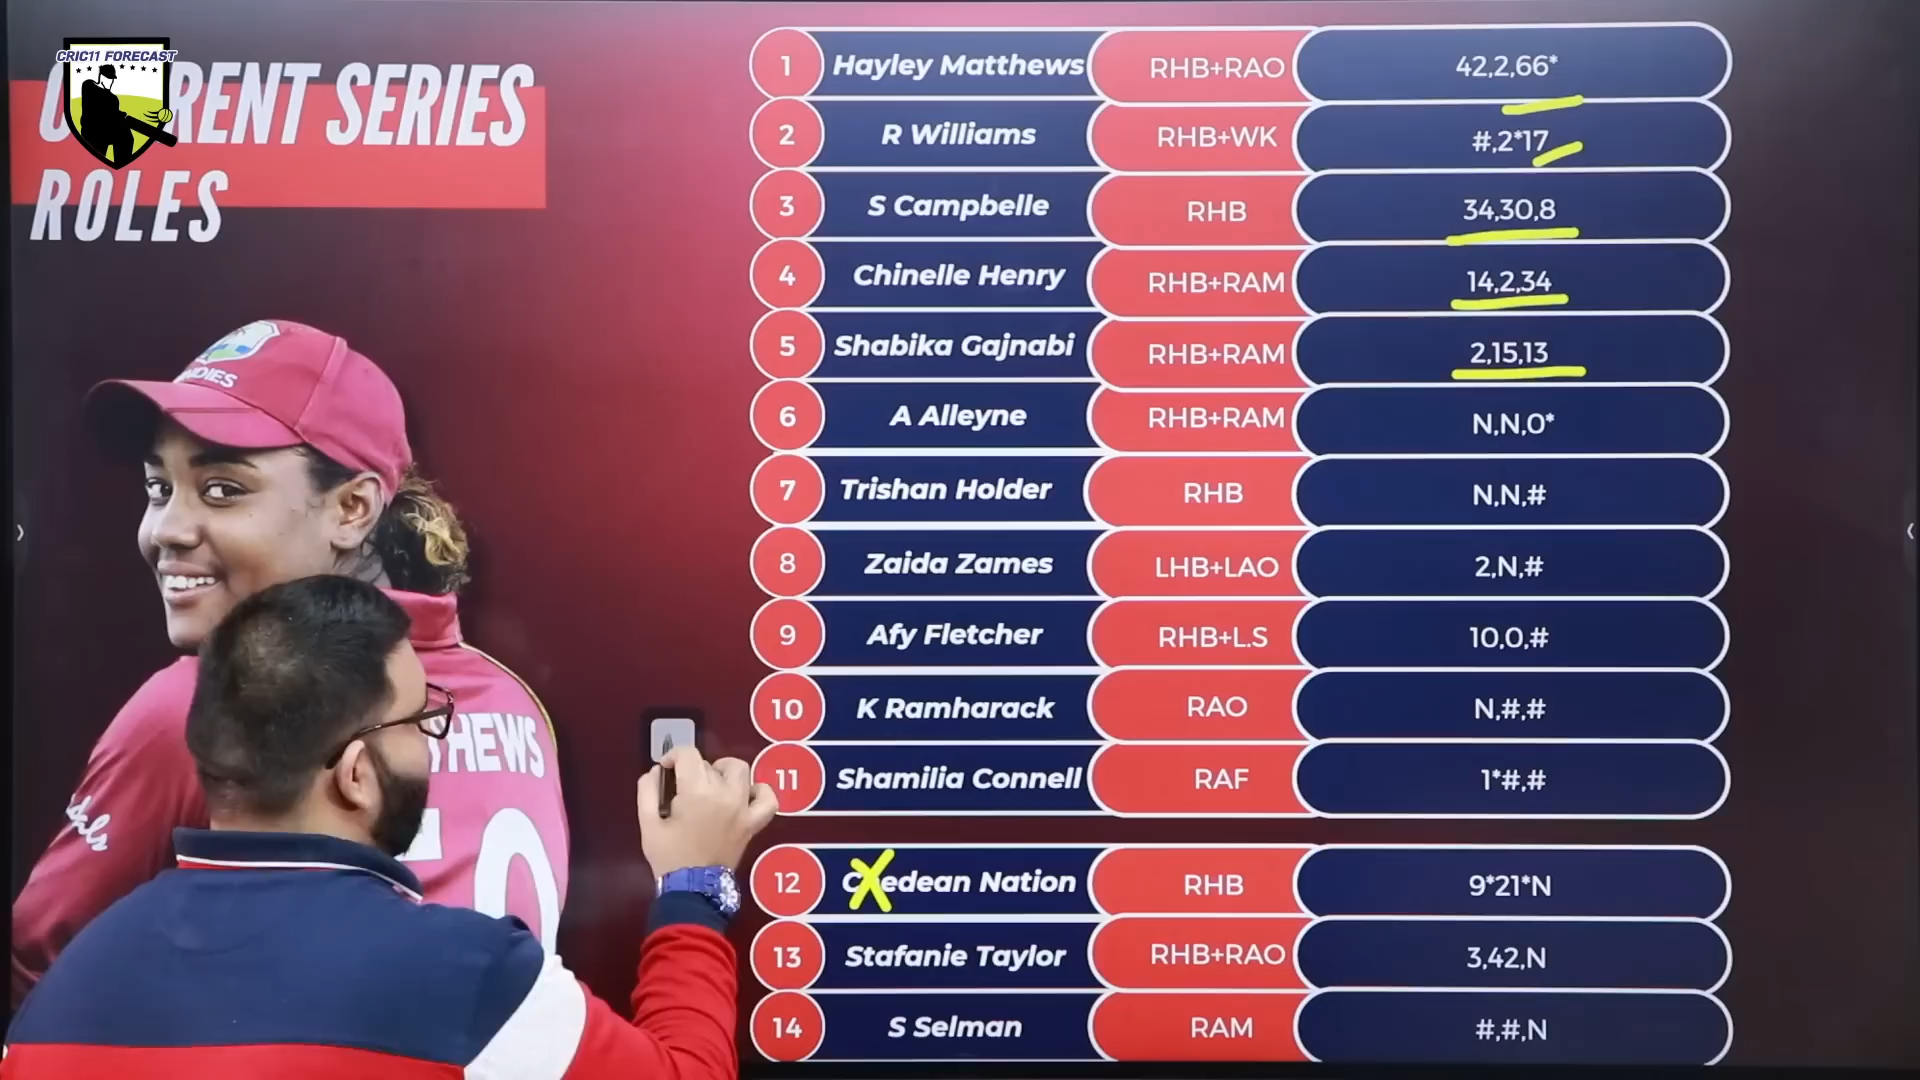 CRIC11 FORECAST
RENT SERIES
ROLES
INDIES
THEWS
1 Hayley Matthews RHB+RAO 42,2,66*
2 R Williams RHB+WK #,2*17
3 S Campbelle RHB 34,30,8
4 Chinelle Henry RHB+RAM 14,2,34
5 Shabika Gajnabi RHB+RAM 2,15,13
6 A Alleyne RHB+RAM N,N,0*
7 Trishan Holder RHB N,N,#
8 Zaida Zames LHB+LAO 2,N,#
9 Afy Fletcher RHB+L.S 10,0,#
10 K Ramharack RAO N,#,#
11 Shamilia Connell RAF 1*#,#
12 C edean Nation RHB 9*21*N
13 Stafanie Taylor RHB+RAO 3,42,N
14 S Selman RAM #,#,N